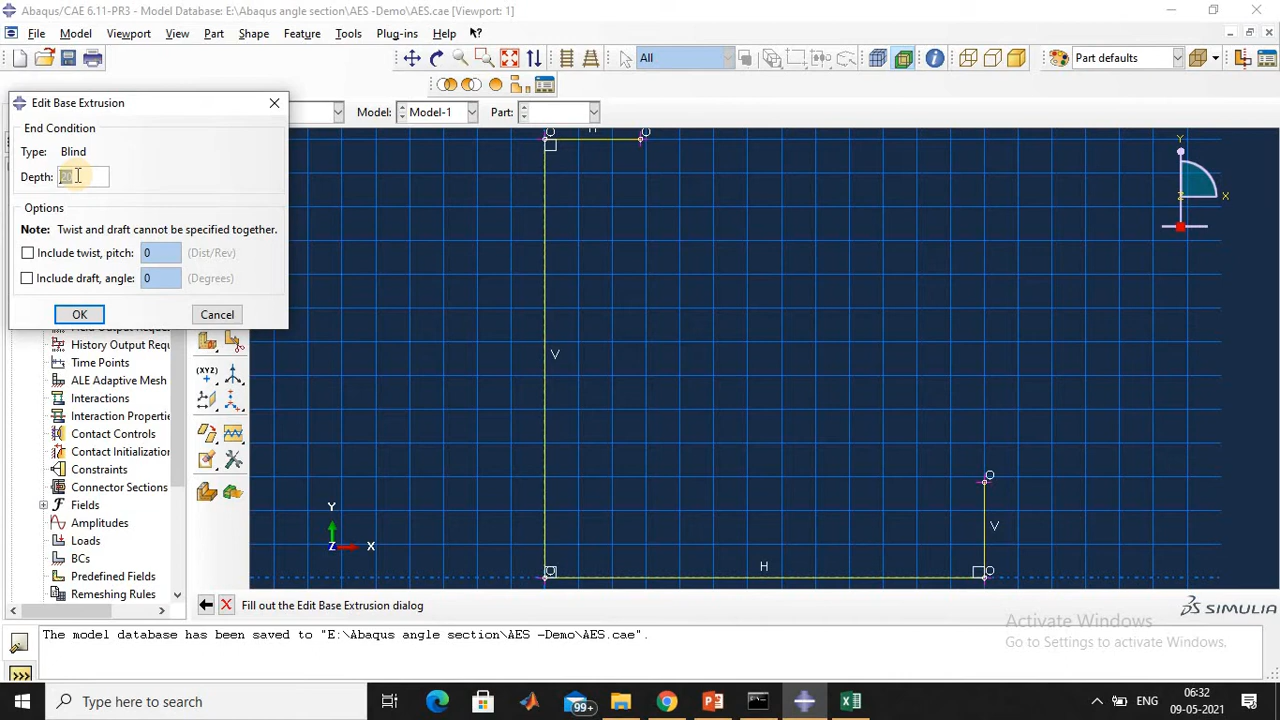 Abaqus/CAE 6.11-PR3 - Model Database: E:\Abaqus angle section\AES -Demo\AES.cae [Viewport: 1]
File Model Viewport View Part Shape Feature Tools Plug-ins Help
All Part defaults
Edit Base Extrusion
Model: Model-1 Part:
End Condition
Type: Blind
Depth:
Options
Note: Twist and draft cannot be specified together.
Include twist, pitch: 0 (Dist/Rev)
Include draft, angle: 0 (Degrees)
OK Cancel
History Output Requ
Time Points
ALE Adaptive Mesh
Interactions
Interaction Propertie
Contact Controls
Contact Initialization
Constraints
Connector Sections
Fields
Amplitudes
Loads
BCs
Predefined Fields
Remeshing Rules
(XYZ)
H
V
V
H
Y
X
Z
Y
Z
X
Fill out the Edit Base Extrusion dialog
SIMULIA
The model database has been saved to "E:\Abaqus angle section\AES -Demo\AES.cae".
Activate Windows
Go to Settings to activate Windows.
>>>
Type here to search
99+
ENG
06:32
09-05-2021